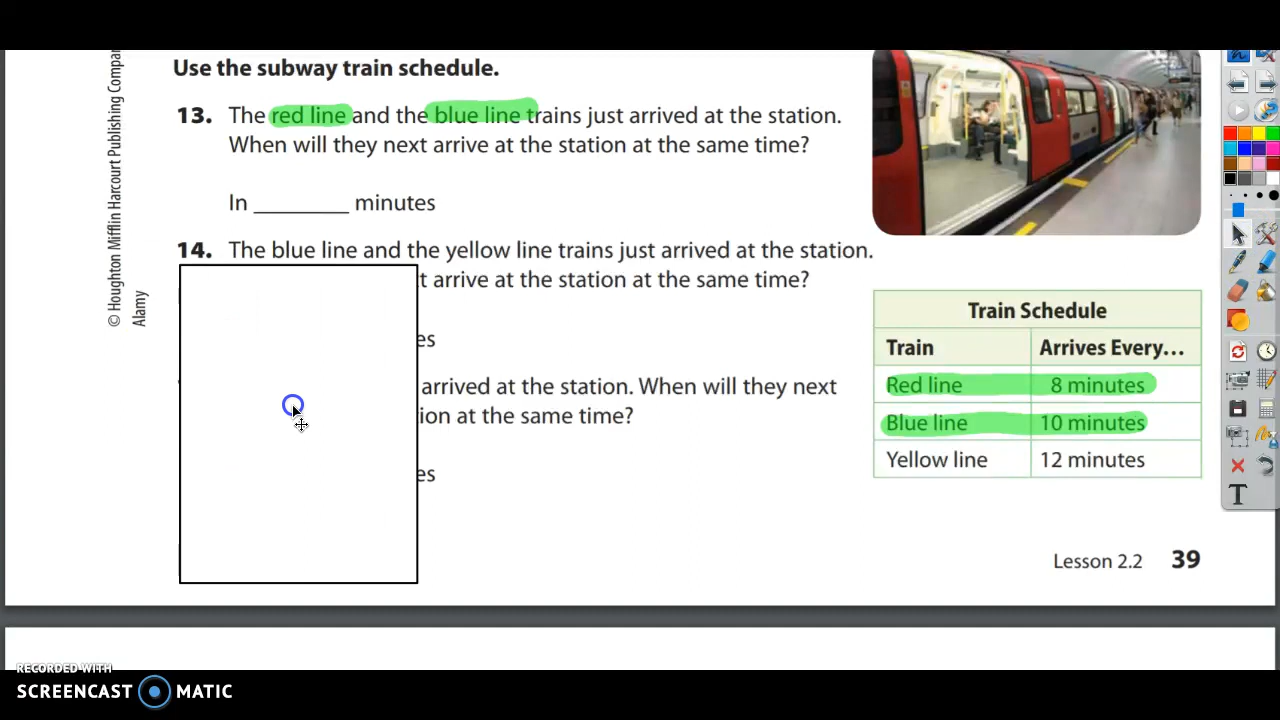 Use the subway train schedule.
13. The red line and the blue line trains just arrived at the station.
When will they next arrive at the station at the same time?
In ________ minutes
14. The blue line and the yellow line trains just arrived at the station.
t arrive at the station at the same time?
es
arrived at the station. When will they next
ion at the same time?
es
© Houghton Mifflin Harcourt Publishing Compan
Alamy
Train Schedule
Train Arrives Every...
Red line 8 minutes
Blue line 10 minutes
Yellow line 12 minutes
Lesson 2.2 39
T
RECORDED WITH
SCREENCAST MATIC